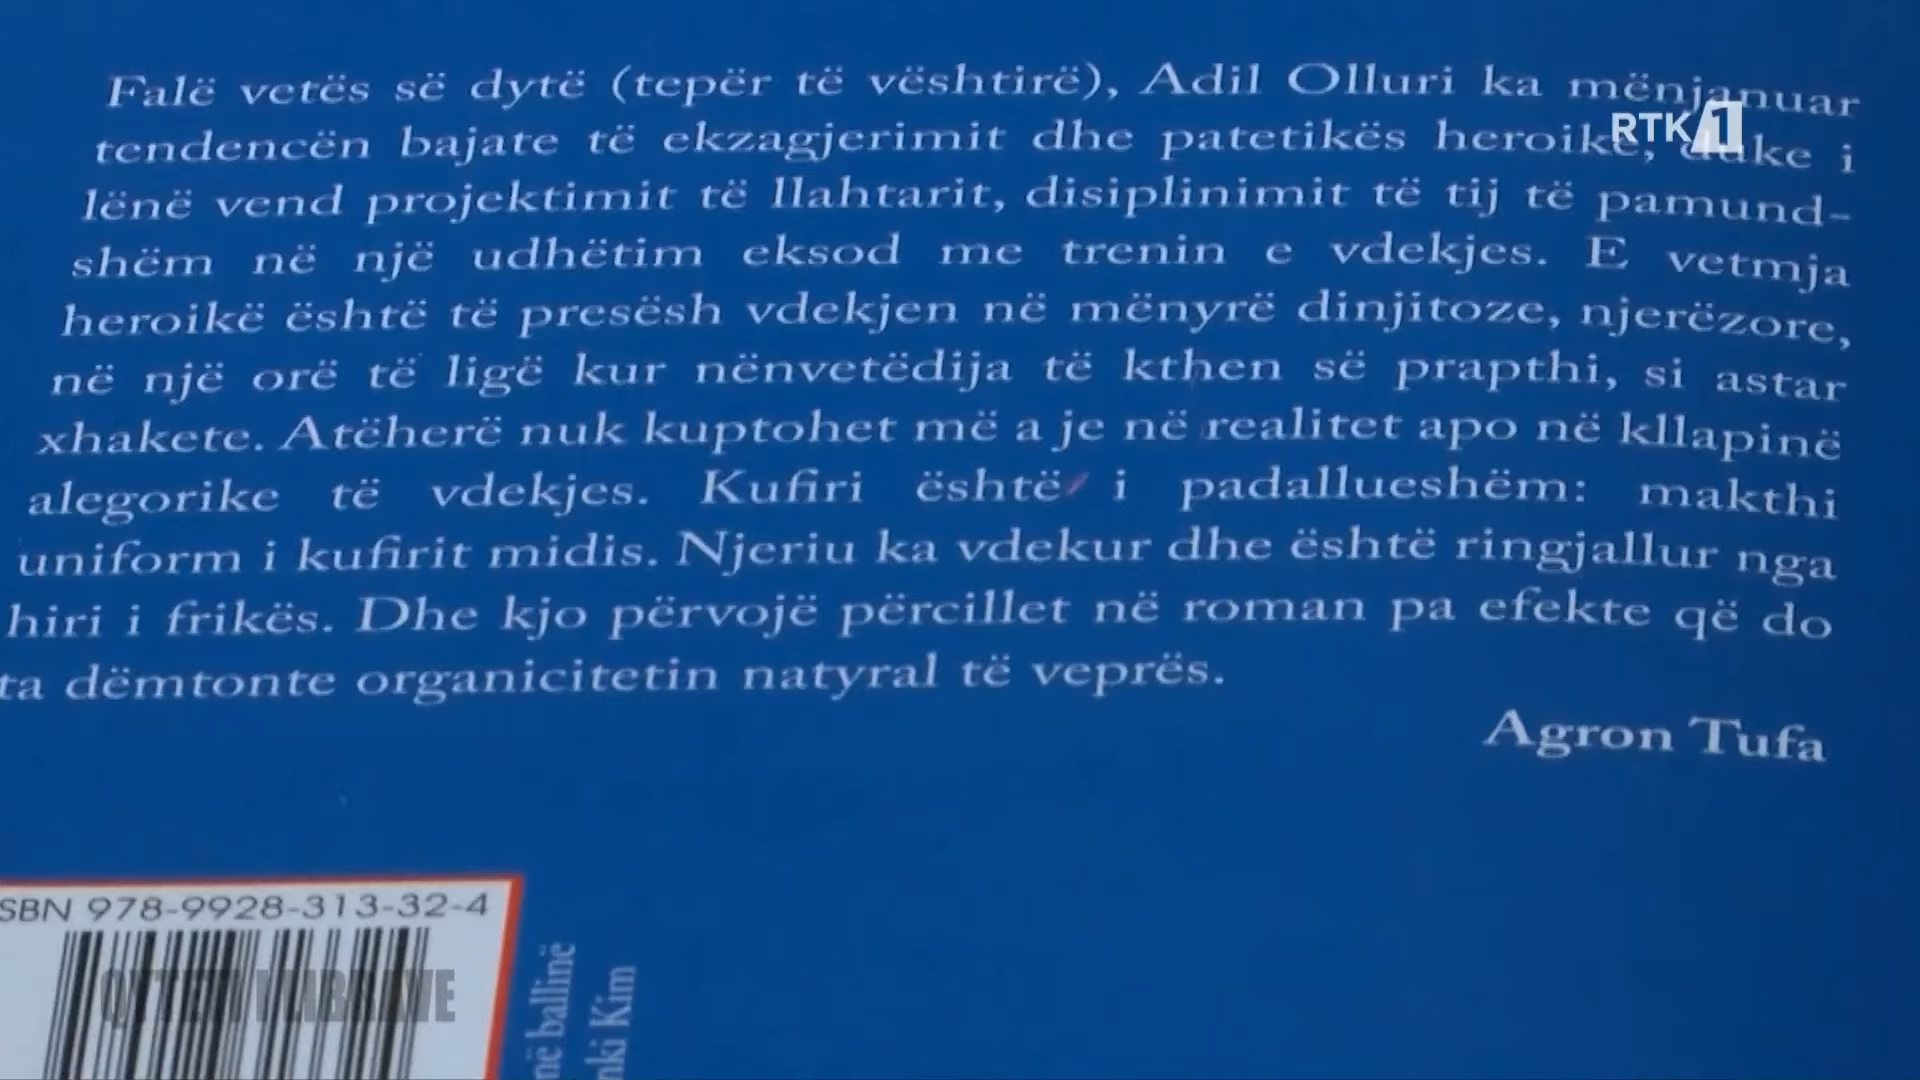 Falë vetës së dytë (tepër të vështirë), Adil Olluri ka mënjanuar
tendencën bajate të ekzagjerimit dhe patetikës heroike, duke i
lënë vend projektimit të llahtarit, disiplinimit të tij të pamund-
shëm në një udhëtim eksod me trenin e vdekjes. E vetmja
heroikë është të presësh vdekjen në mënyrë dinjitoze, njerëzore,
në një orë të ligë kur nënvetëdija të kthen së prapthi, si astar
xhakete. Atëherë nuk kuptohet më a je në realitet apo në kllapinë
alegorike të vdekjes. Kufiri është i padallueshëm: makthi
uniform i kufirit midis. Njeriu ka vdekur dhe është ringjallur nga
hiri i frikës. Dhe kjo përvojë përcillet në roman pa efekte që do
ta dëmtonte organicitetin natyral të veprës.
Agron Tufa
RTK 1
SBN 978-9928-313-32-4
QYTETI I LIBRAVE
në ballinë
nki Kim